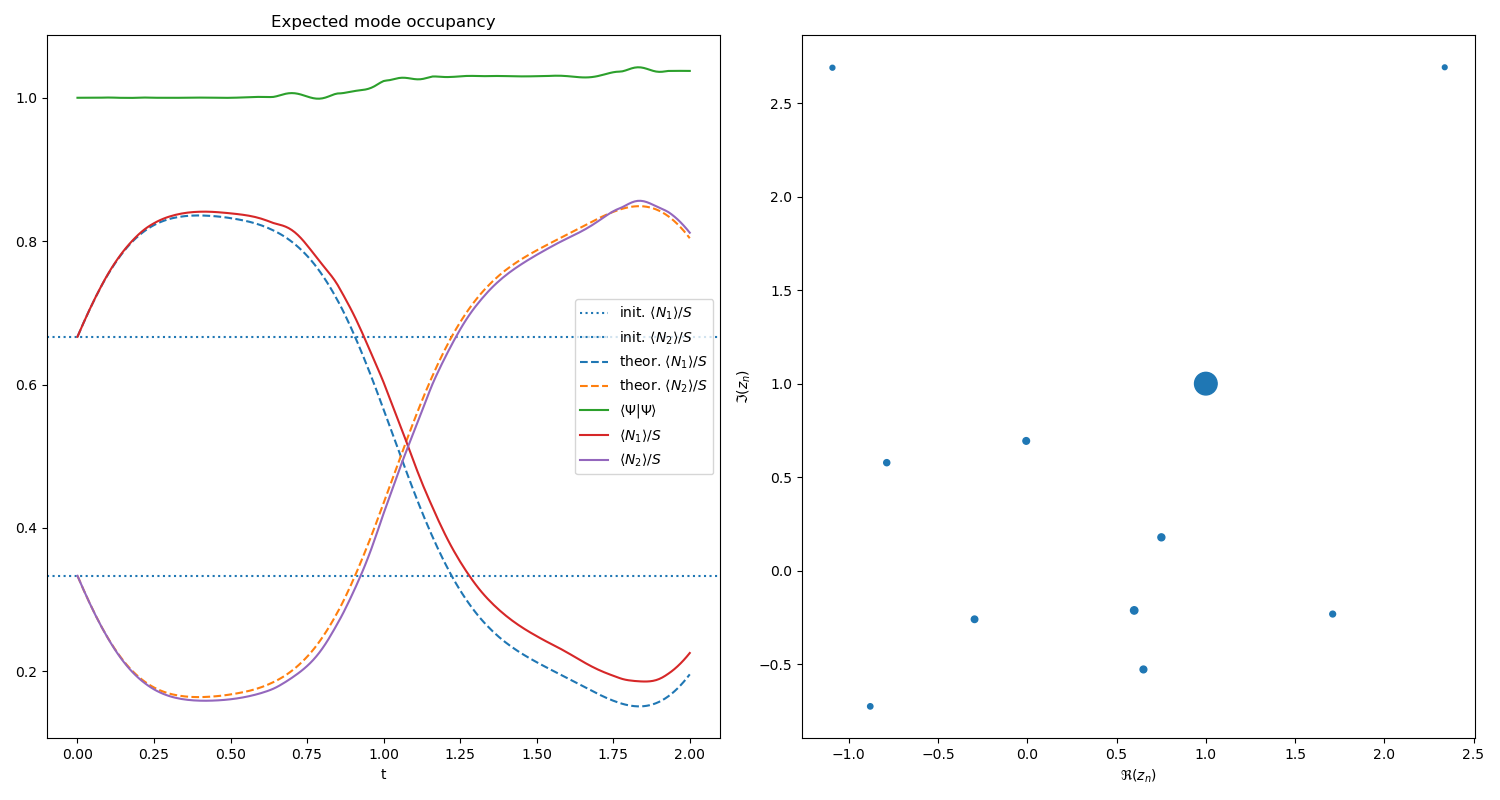 Expected mode occupancy
1.0
0.8
0.6
0.4
0.2
0.00 0.25 0.50 0.75 1.00 1.25 1.50 1.75 2.00
t
init. ⟨N₁⟩/S
init. ⟨N₂⟩/S
theor. ⟨N₁⟩/S
theor. ⟨N₂⟩/S
⟨Ψ|Ψ⟩
⟨N₁⟩/S
⟨N₂⟩/S
ℑ(zₙ)
2.5
2.0
1.5
1.0
0.5
0.0
−0.5
−1.0 −0.5 0.0 0.5 1.0 1.5 2.0 2.5
ℜ(zₙ)